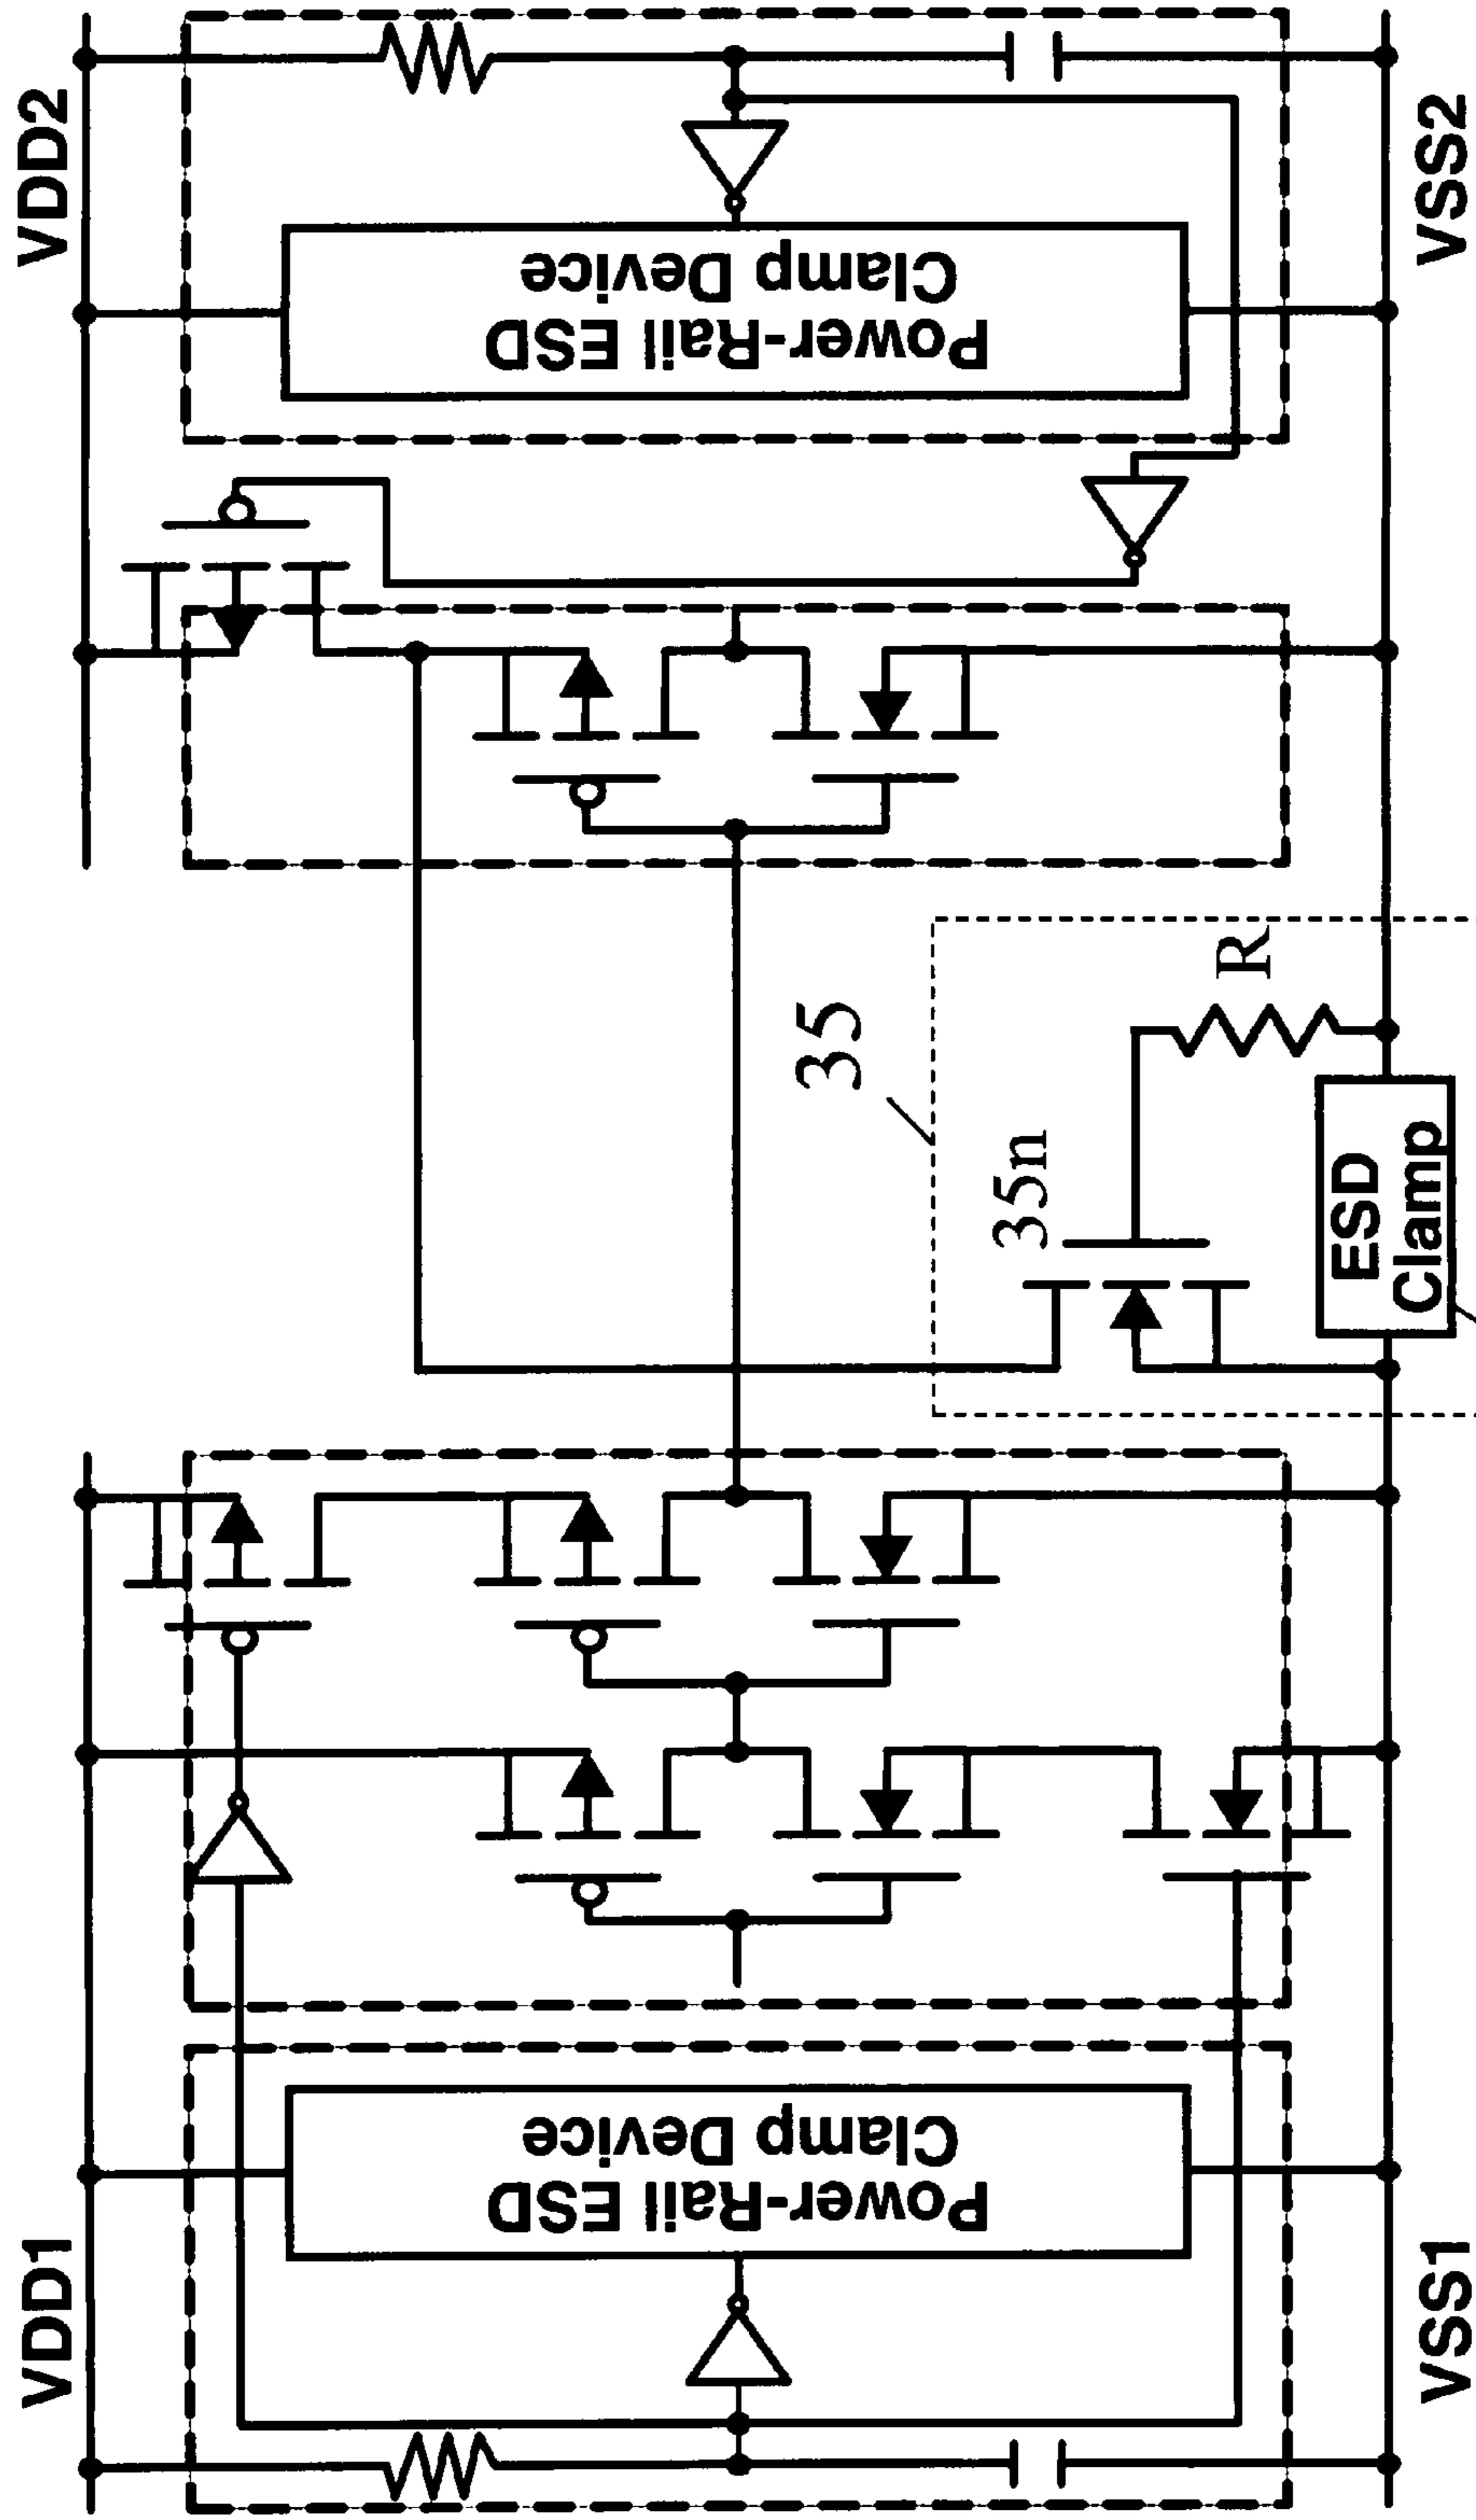 VDD1
VDD2
Power-Rail ESD
Clamp Device
Power-Rail ESD
Clamp Device
35
35n
R
ESD
Clamp
VSS1
VSS2